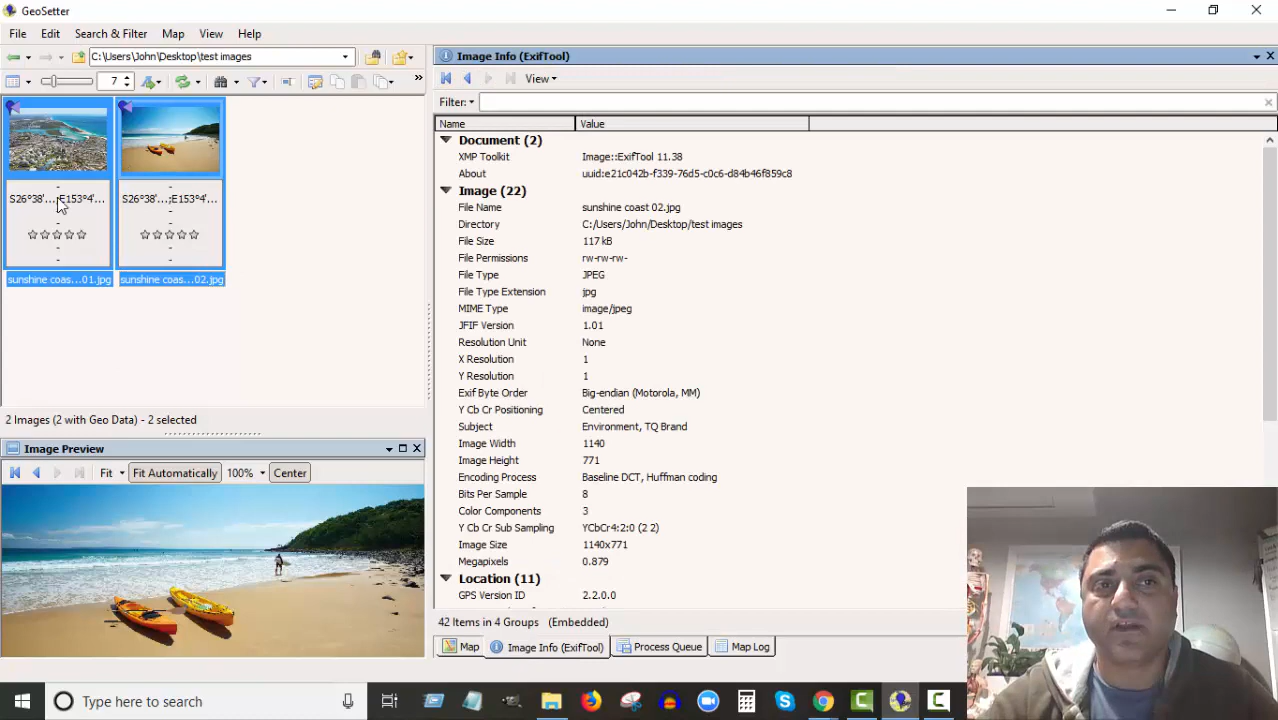 GeoSetter
File Edit Search & Filter Map View Help
C:\Users\John\Desktop\test images
7
Image Info (ExifTool)
View
Filter:
Name Value
Document (2)
XMP Toolkit Image::ExifTool 11.38
About uuid:e21c042b-f339-76d5-c0c6-d84b46f859c8
Image (22)
File Name sunshine coast 02.jpg
Directory C:/Users/John/Desktop/test images
File Size 117 kB
File Permissions rw-rw-rw-
File Type JPEG
File Type Extension jpg
MIME Type image/jpeg
JFIF Version 1.01
Resolution Unit None
X Resolution 1
Y Resolution 1
Exif Byte Order Big-endian (Motorola, MM)
Y Cb Cr Positioning Centered
Subject Environment, TQ Brand
Image Width 1140
Image Height 771
Encoding Process Baseline DCT, Huffman coding
Bits Per Sample 8
Color Components 3
Y Cb Cr Sub Sampling YCbCr4:2:0 (2 2)
Image Size 1140x771
Megapixels 0.879
Location (11)
GPS Version ID 2.2.0.0
42 Items in 4 Groups (Embedded)
Map Image Info (ExifTool) Process Queue Map Log
S26°38'...;E153°4'... S26°38'...;E153°4'...
sunshine coas...01.jpg sunshine coas...02.jpg
2 Images (2 with Geo Data) - 2 selected
Image Preview
Fit Fit Automatically 100% Center
Type here to search